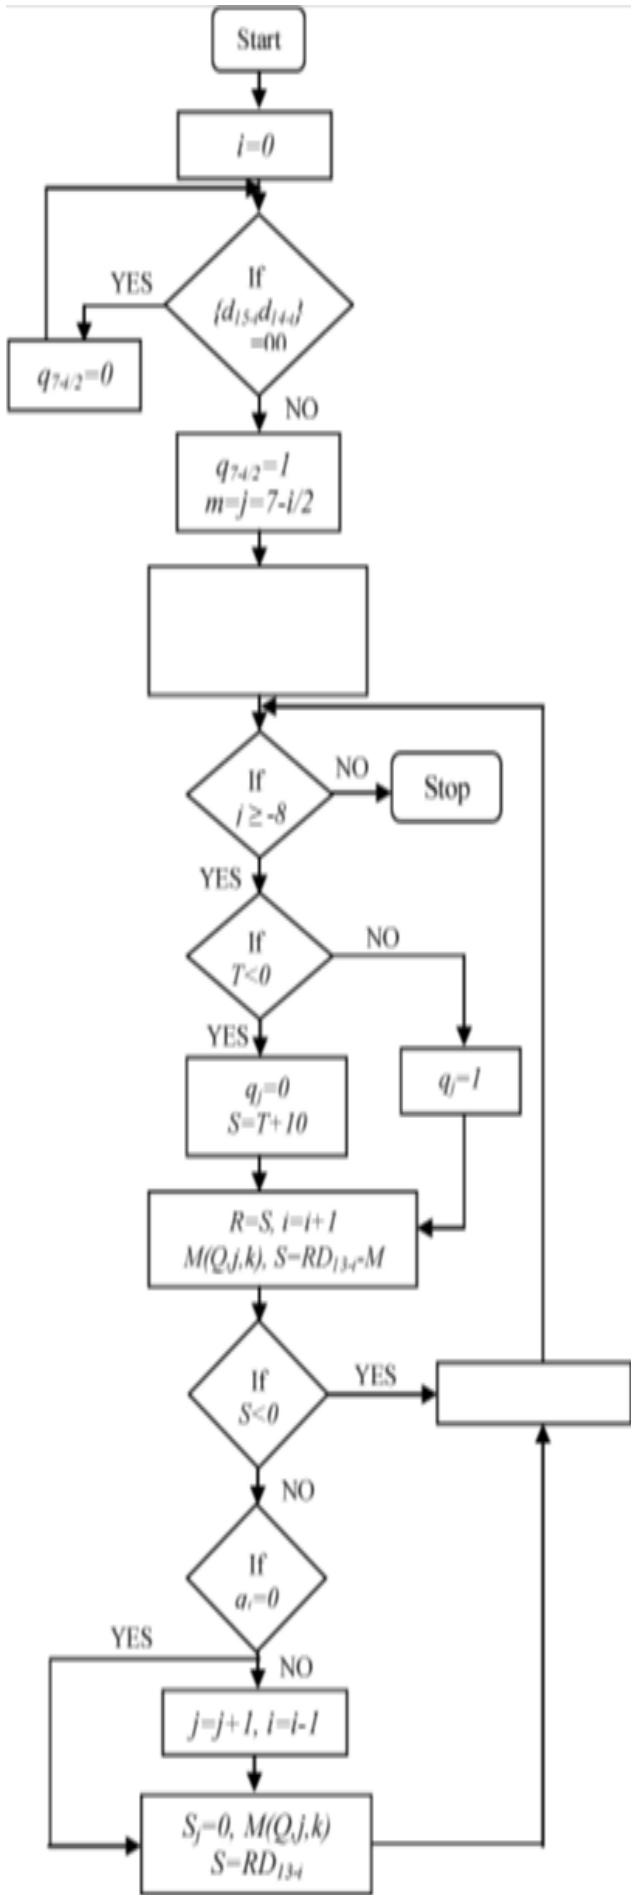 Start
i=0
If
{d15-id14-i}
=00
YES
q7-i/2=0
NO
q7-i/2=1
m=j=7-i/2
If
j ≥ -8
NO
Stop
YES
If
T<0
NO
YES
qj=0
S=T+10
qj=1
R=S, i=i+1
M(Q,j,k), S=RD13-i-M
If
S<0
YES
NO
If
qj=0
YES
NO
j=j+1, i=i-1
Sj=0, M(Q,j,k)
S=RD13-i